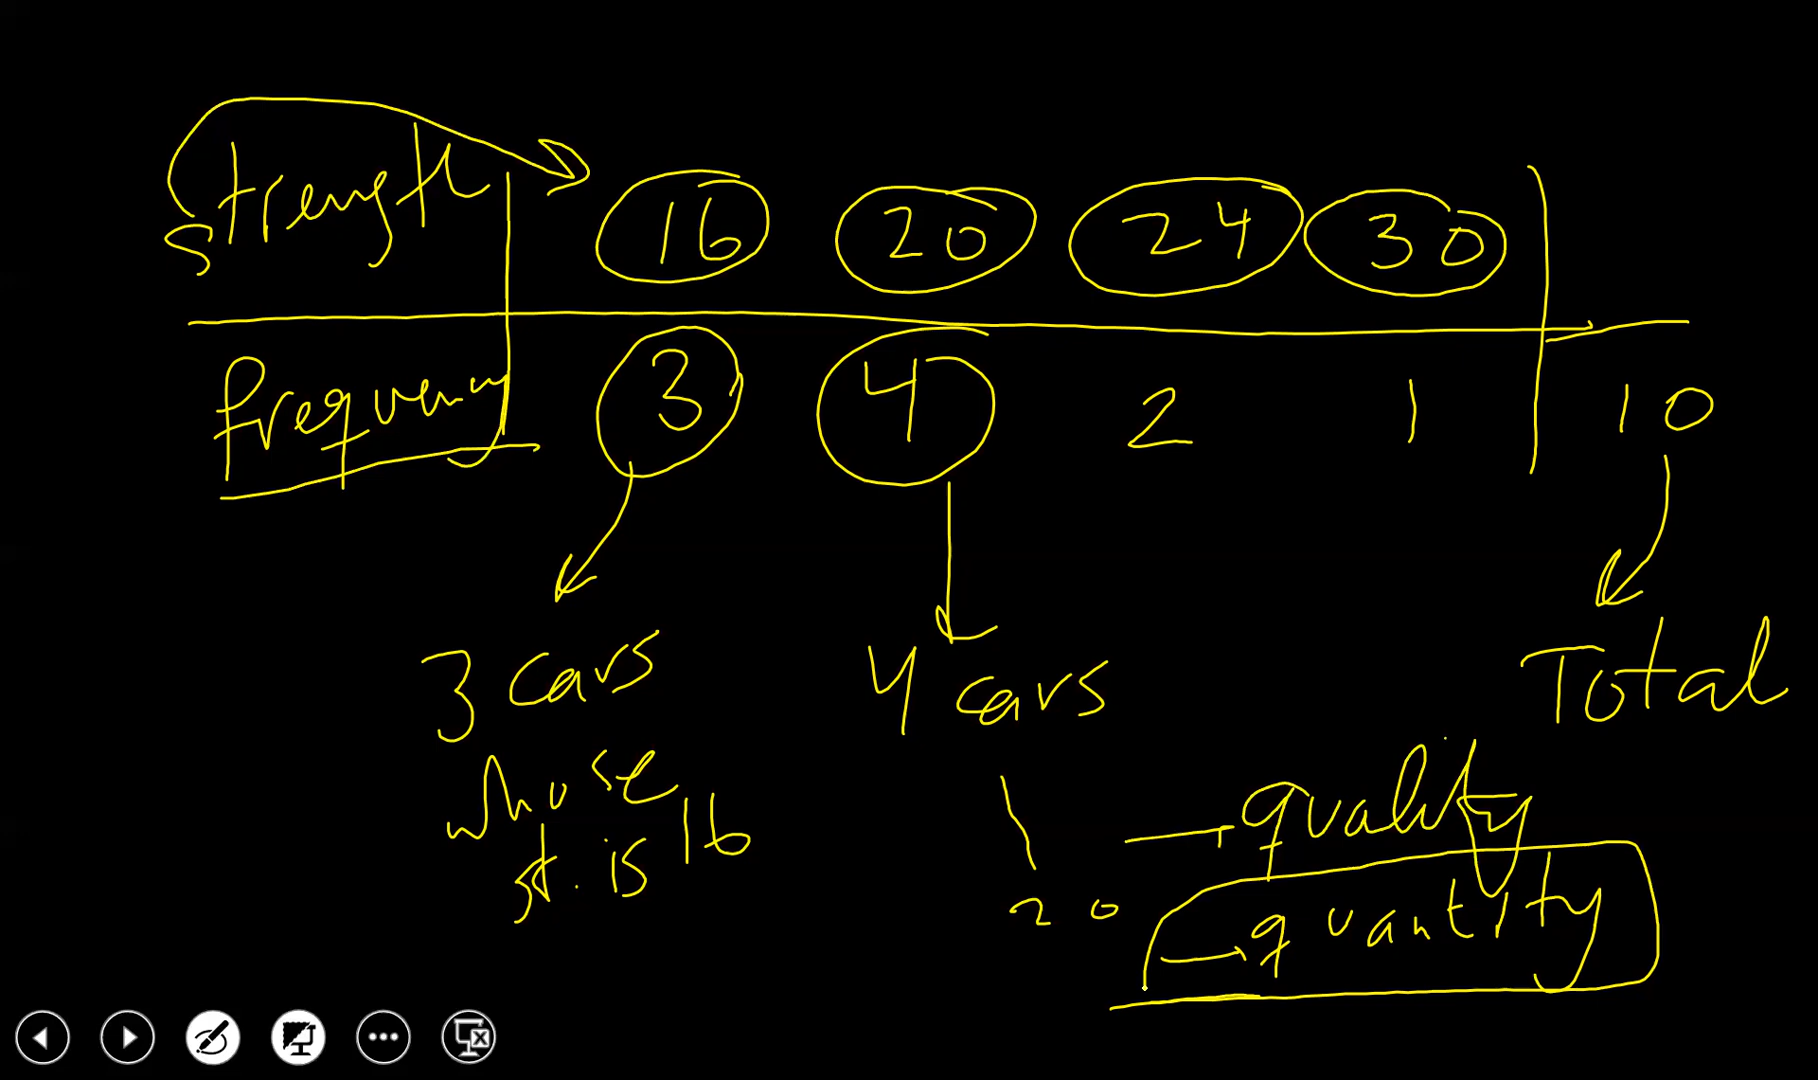 strength 16 20 24 30
frequency 3 4 2 1 10
3 cars 4 cars Total
whose
st. is 16
20
quality
quantity